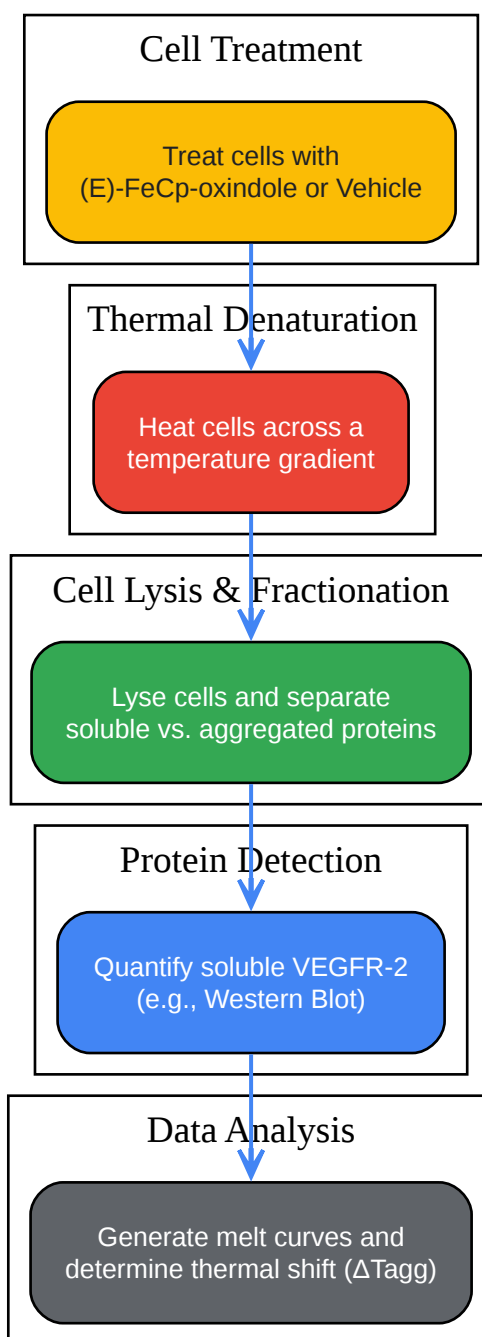 Cell Treatment
Treat cells with
(E)-FeCp-oxindole or Vehicle
Thermal Denaturation
Heat cells across a
temperature gradient
Cell Lysis & Fractionation
Lyse cells and separate
soluble vs. aggregated proteins
Protein Detection
Quantify soluble VEGFR-2
(e.g., Western Blot)
Data Analysis
Generate melt curves and
determine thermal shift (ΔTagg)